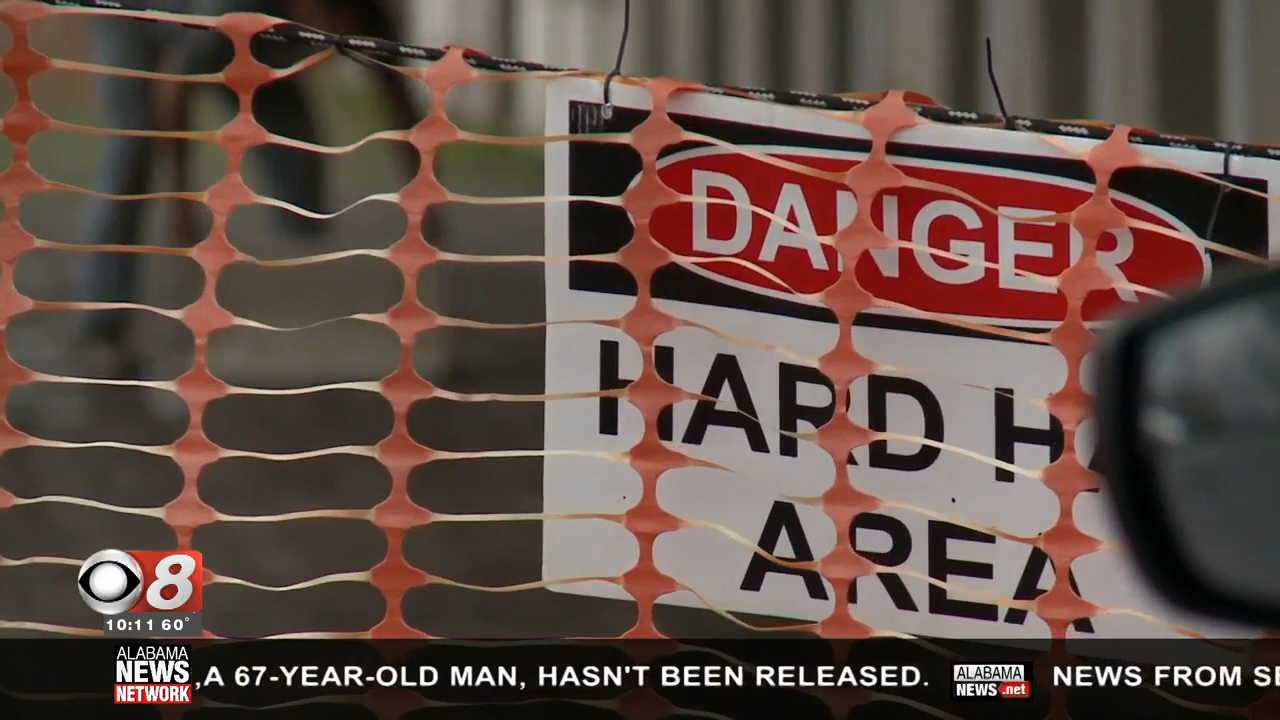 DANGER
HARD H
AREA
8
10:11 60°
ALABAMA
NEWS
NETWORK
,A 67-YEAR-OLD MAN, HASN'T BEEN RELEASED.
ALABAMA
NEWS.net
NEWS FROM SE